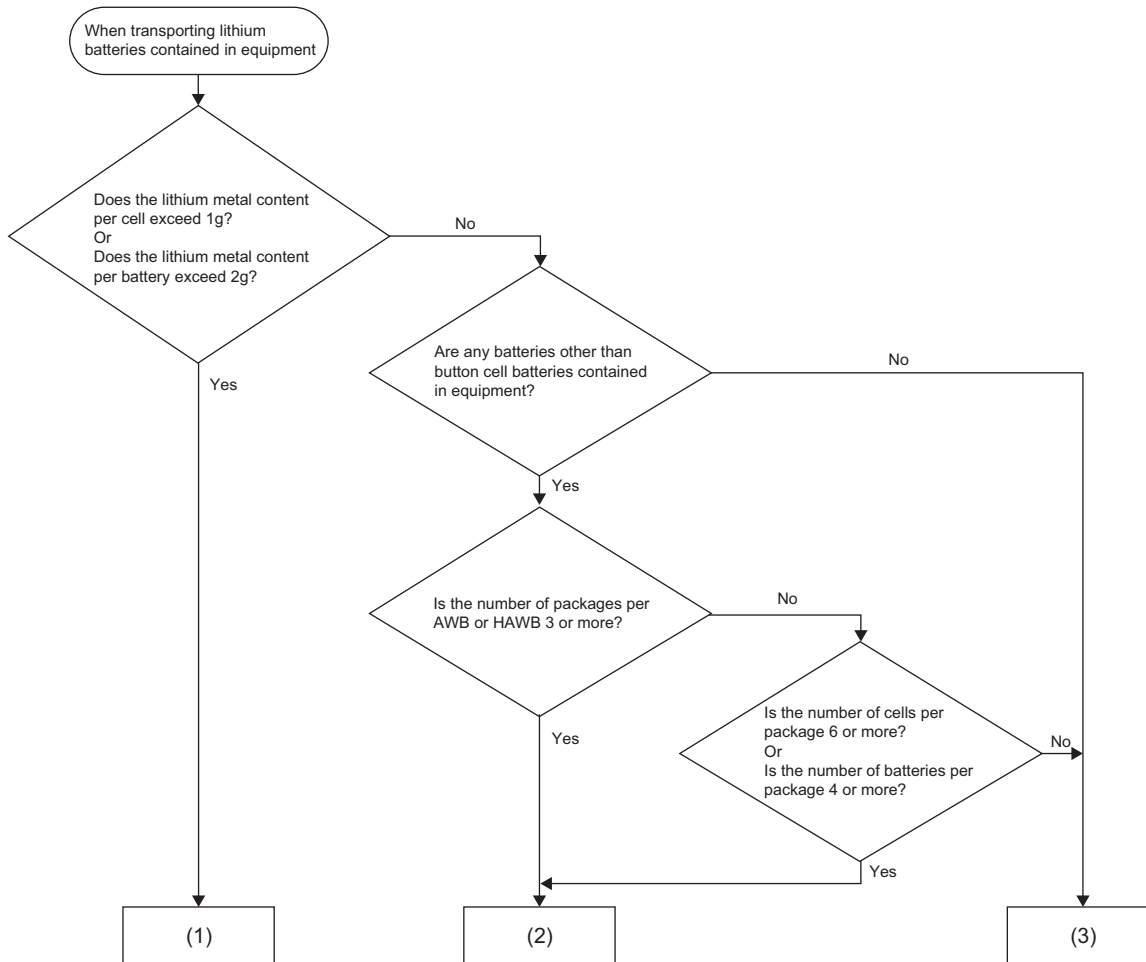 When transporting lithium
batteries contained in equipment
Does the lithium metal content
per cell exceed 1g?
Or
Does the lithium metal content
per battery exceed 2g?
No
Yes
Are any batteries other than
button cell batteries contained
in equipment?
No
Yes
Is the number of packages per
AWB or HAWB 3 or more?
No
Yes
Is the number of cells per
package 6 or more?
Or
Is the number of batteries per
package 4 or more?
No
Yes
(1)
(2)
(3)